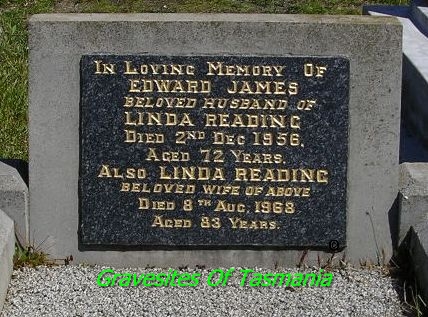 In Loving Memory Of
EDWARD JAMES
BELOVED HUSBAND OF
LINDA READING
Died 2ND Dec 1956.
Aged 72 Years.
Also LINDA READING
BELOVED WIFE OF ABOVE
Died 8TH Aug. 1968
Aged 83 Years.
Gravesites Of Tasmania